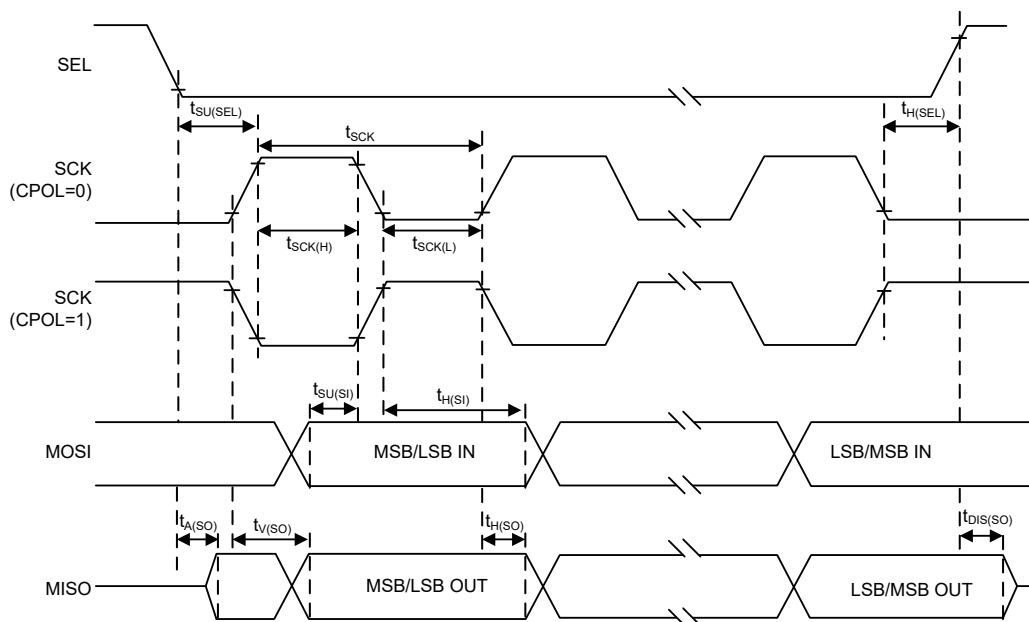 SEL
tSU(SEL)
tH(SEL)
tSCK
SCK
(CPOL=0)
tSCK(H)
tSCK(L)
SCK
(CPOL=1)
tSU(SI)
tH(SI)
MOSI
MSB/LSB IN
LSB/MSB IN
tA(SO)
tV(SO)
tH(SO)
tDIS(SO)
MISO
MSB/LSB OUT
LSB/MSB OUT